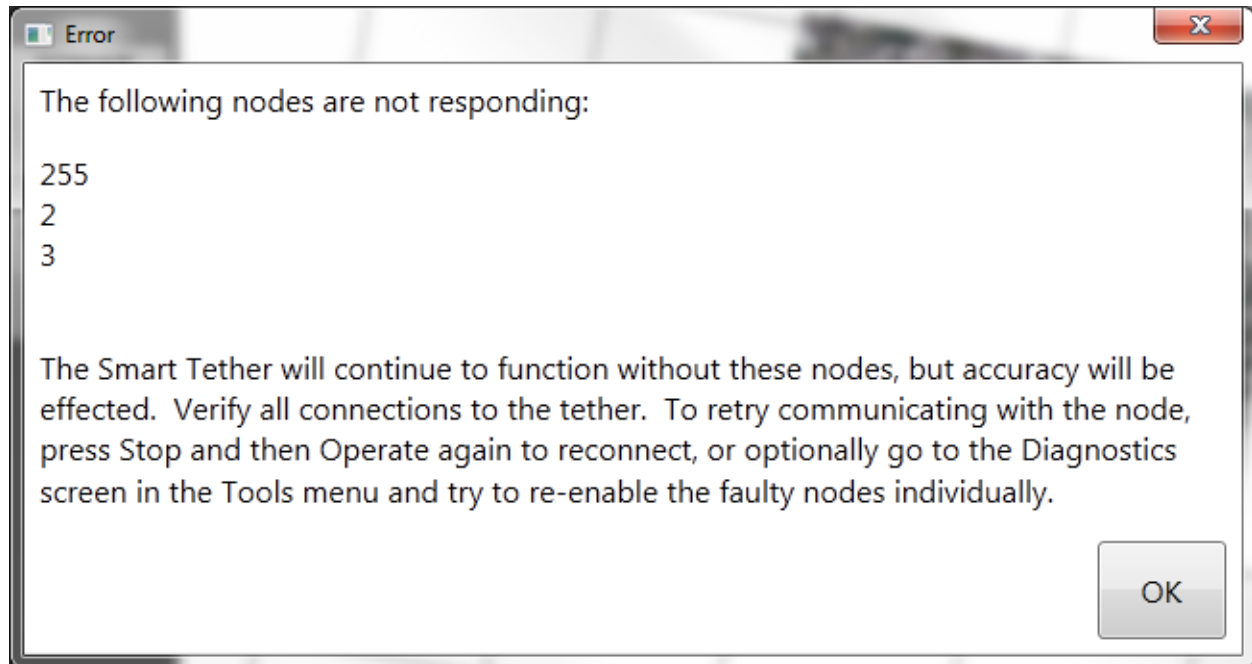 Error
The following nodes are not responding:
255
2
3
The Smart Tether will continue to function without these nodes, but accuracy will be
effected.  Verify all connections to the tether.  To retry communicating with the node,
press Stop and then Operate again to reconnect, or optionally go to the Diagnostics
screen in the Tools menu and try to re-enable the faulty nodes individually.
OK